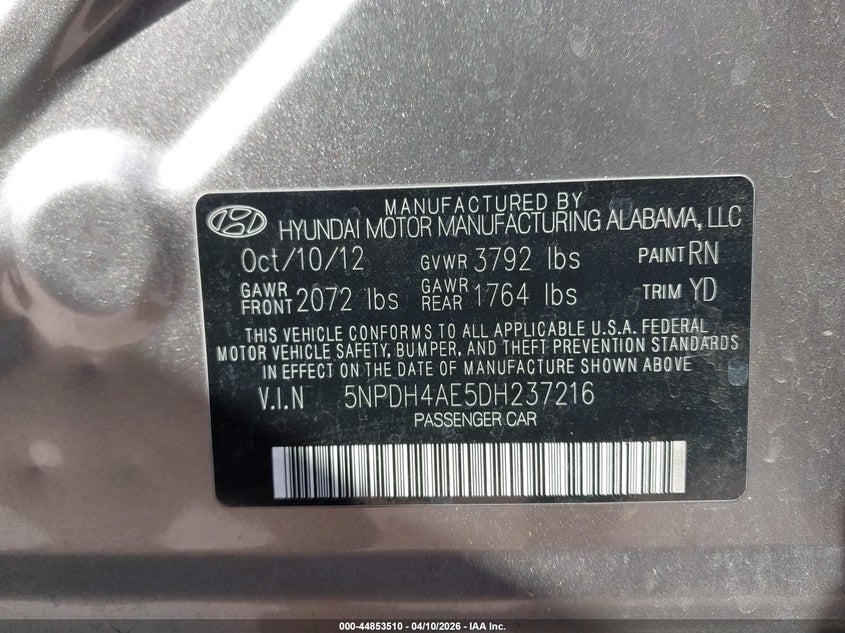 MANUFACTURED BY
HYUNDAI MOTOR MANUFACTURING ALABAMA, LLC
Oct/10/12 GVWR 3792 lbs PAINT RN
GAWR FRONT 2072 lbs GAWR REAR 1764 lbs TRIM YD
THIS VEHICLE CONFORMS TO ALL APPLICABLE U.S.A. FEDERAL
MOTOR VEHICLE SAFETY, BUMPER, AND THEFT PREVENTION STANDARDS
IN EFFECT ON THE DATE OF MANUFACTURE SHOWN ABOVE
V.I.N 5NPDH4AE5DH237216
PASSENGER CAR
000-44853510 - 04/10/2026 - IAA Inc.